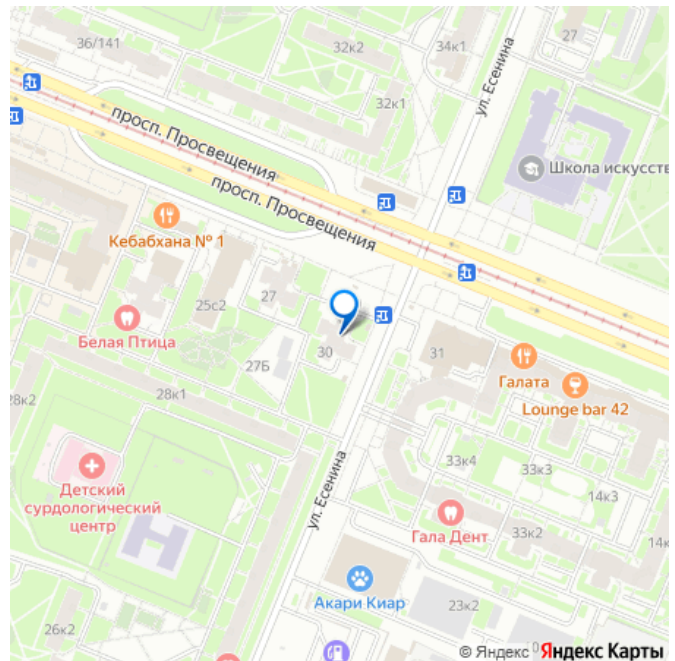 36/141
32к2
34к1
27
32к1
ул. Есенина
просп. Просвещения
Школа искусств
просп. Просвещения
Кебабхана № 1
27
25с2
Белая Птица
30
31
27Б
Галата
28к1
28к2
Lounge bar 42
33к4
33к3
Детский
сурдологический
центр
14к3
ул. Есенина
Гала Дент
33к2
14к
Акари Киар
23к2
26к2
© Яндекс
Яндекс Карты